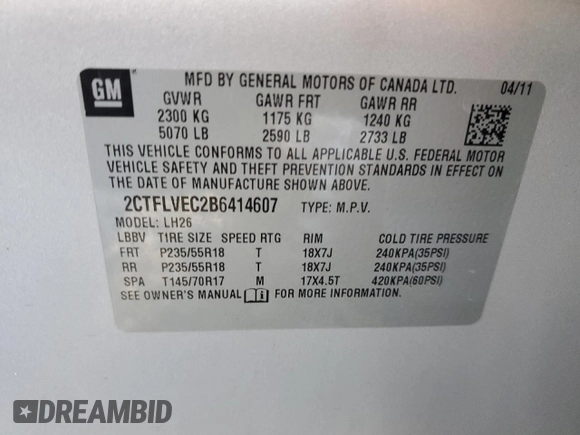 GM
MFD BY GENERAL MOTORS OF CANADA LTD. 04/11
GVWR GAWR FRT GAWR RR
2300 KG 1175 KG 1240 KG
5070 LB 2590 LB 2733 LB
THIS VEHICLE CONFORMS TO ALL APPLICABLE U.S. FEDERAL MOTOR
VEHICLE SAFETY AND THEFT PREVENTION STANDARDS IN EFFECT ON
THE DATE OF MANUFACTURE SHOWN ABOVE.
2CTFLVEC2B6414607 TYPE: M.P.V.
MODEL: LH26
LBBV TIRE SIZE SPEED RTG RIM COLD TIRE PRESSURE
FRT P235/55R18 T 18X7J 240KPA(35PSI)
RR P235/55R18 T 18X7J 240KPA(35PSI)
SPA T145/70R17 M 17X4.5T 420KPA(60PSI)
SEE OWNER'S MANUAL FOR MORE INFORMATION.
DREAMBID